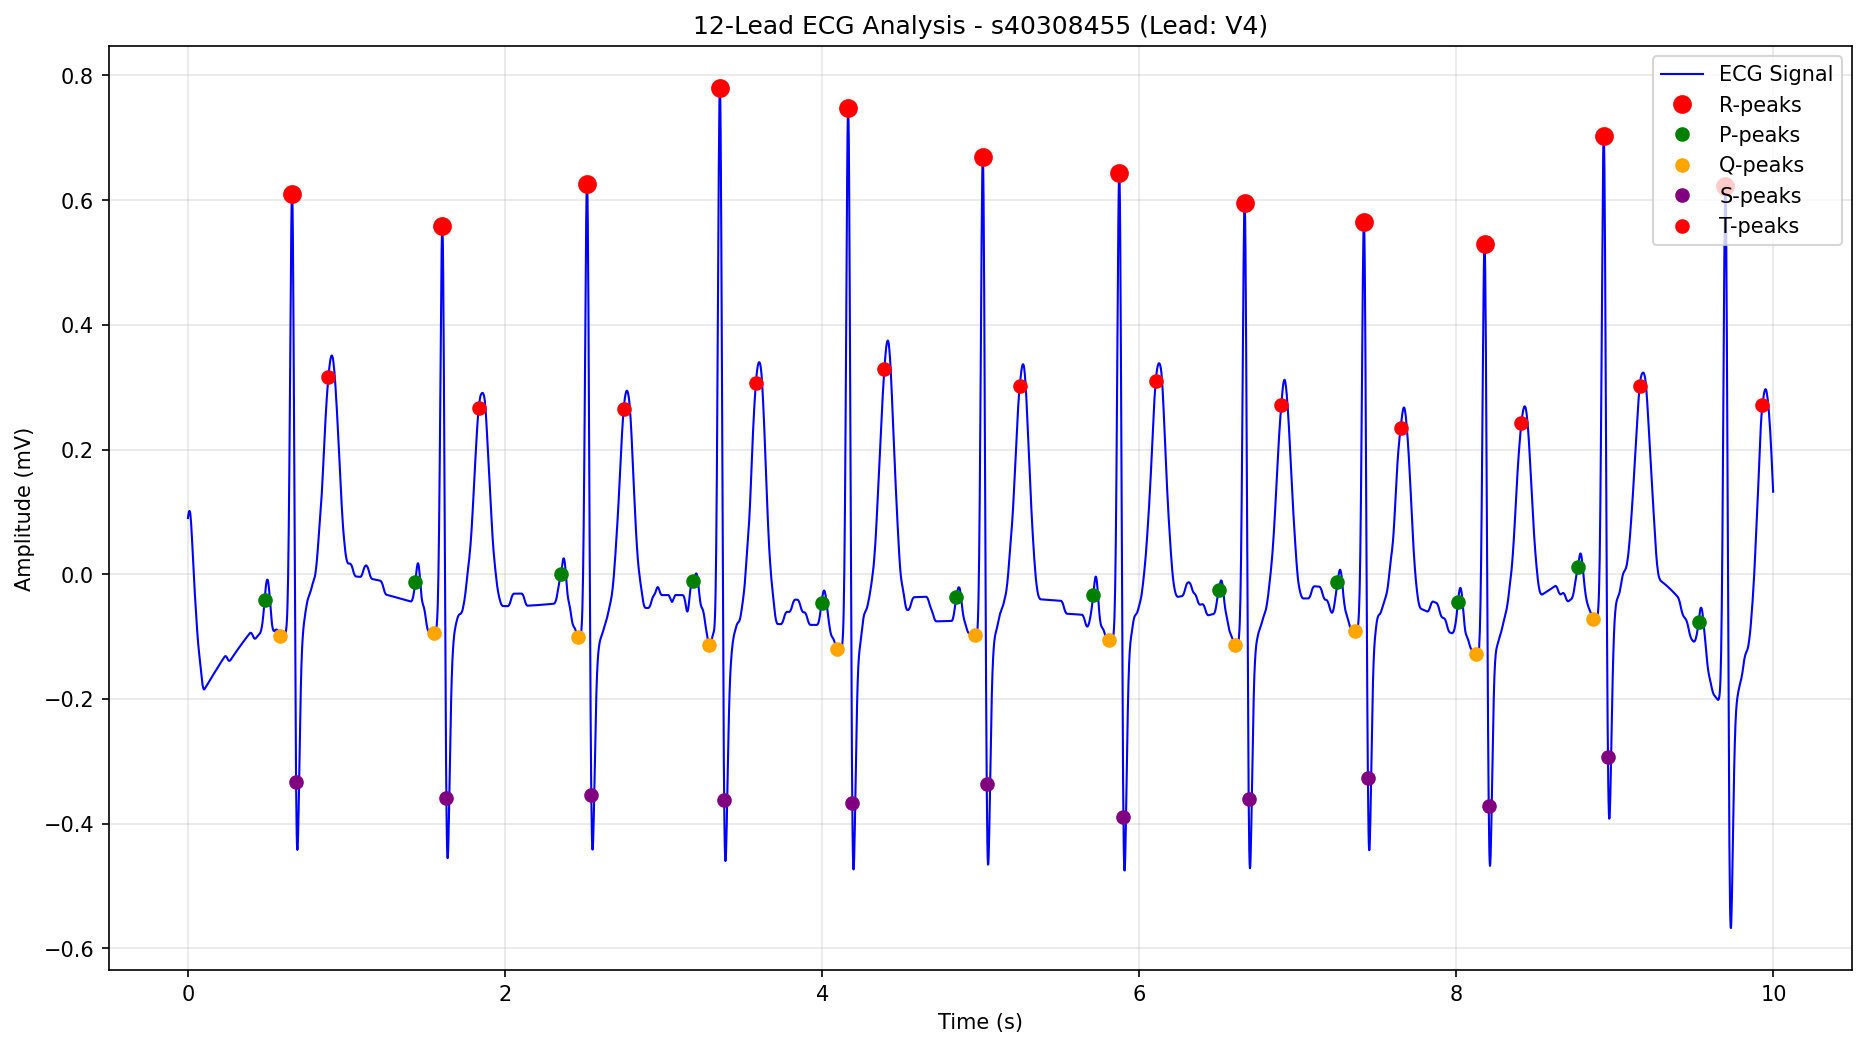 12-Lead ECG Analysis - s40308455 (Lead: V4)
ECG Signal
R-peaks
P-peaks
Q-peaks
S-peaks
T-peaks
Amplitude (mV)
0.8
0.6
0.4
0.2
0.0
−0.2
−0.4
−0.6
0 2 4 6 8 10
Time (s)